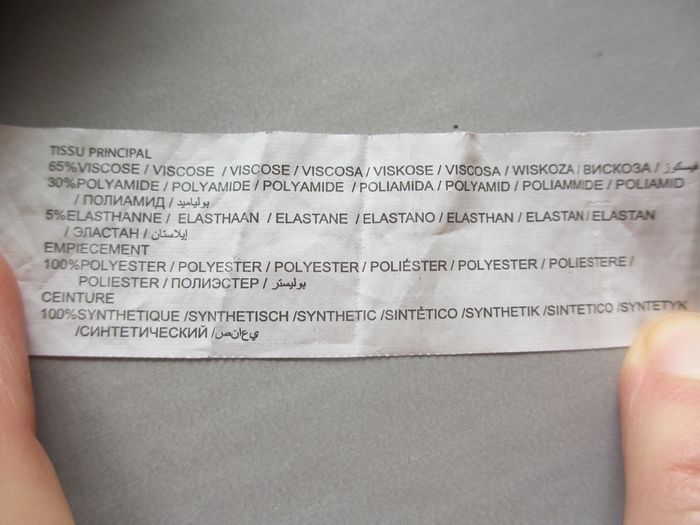 TISSU PRINCIPAL
65%VISCOSE / VISCOSE / VISCOSE / VISCOSA / VISKOSE / VISCOSA / WISKOZA / ВИСКОЗА / فيسكوز
30%POLYAMIDE / POLYAMIDE / POLYAMIDE / POLIAMIDA / POLYAMID / POLIAMMIDE / POLIAMID
/ ПОЛИАМИД / بولياميد
5%ELASTHANNE / ELASTHAAN / ELASTANE / ELASTANO / ELASTHAN / ELASTAN / ELASTAN
/ ЭЛАСТАН / إيلاستان
EMPIECEMENT
100%POLYESTER / POLYESTER / POLYESTER / POLIÉSTER / POLYESTER / POLIESTERE /
POLIESTER / ПОЛИЭСТЕР / بوليستر
CEINTURE
100%SYNTHETIQUE /SYNTHETISCH /SYNTHETIC /SINTÉTICO /SYNTHETIK /SINTETICO /SYNTETYK
/СИНТЕТИЧЕСКИЙ /يعانص